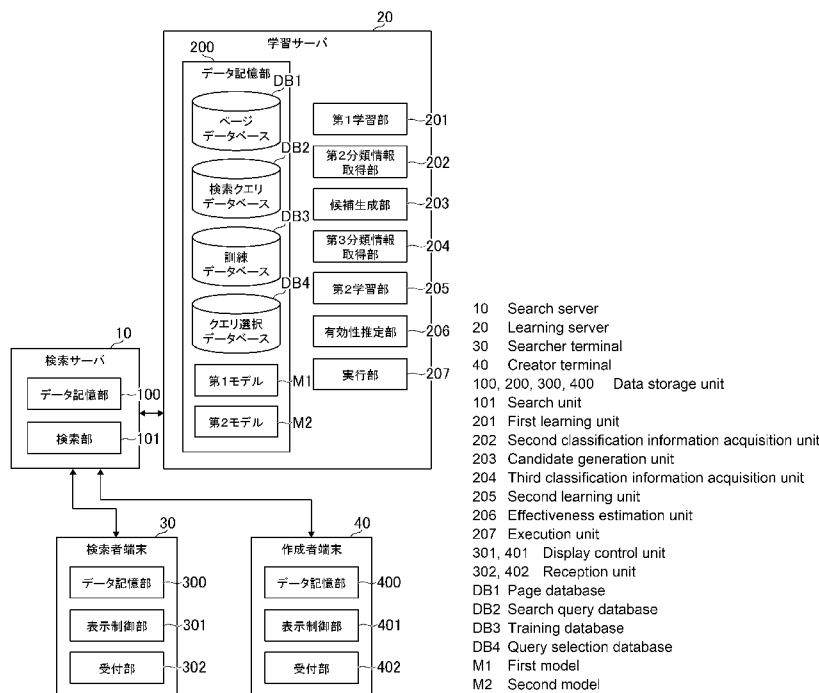 20
学習サーバ
200
データ記憶部
DB1
ページ
データベース
DB2
検索クエリ
データベース
DB3
訓練
データベース
DB4
クエリ選択
データベース
第1モデル
M1
第2モデル
M2
第1学習部
201
第2分類情報
取得部
202
候補生成部
203
第3分類情報
取得部
204
第2学習部
205
有効性推定部
206
実行部
207
10
検索サーバ
データ記憶部
100
検索部
101
30
検索者端末
データ記憶部
300
表示制御部
301
受付部
302
40
作成者端末
データ記憶部
400
表示制御部
401
受付部
402
10 Search server
20 Learning server
30 Searcher terminal
40 Creator terminal
100, 200, 300, 400 Data storage unit
101 Search unit
201 First learning unit
202 Second classification information acquisition unit
203 Candidate generation unit
204 Third classification information acquisition unit
205 Second learning unit
206 Effectiveness estimation unit
207 Execution unit
301, 401 Display control unit
302, 402 Reception unit
DB1 Page database
DB2 Search query database
DB3 Training database
DB4 Query selection database
M1 First model
M2 Second model